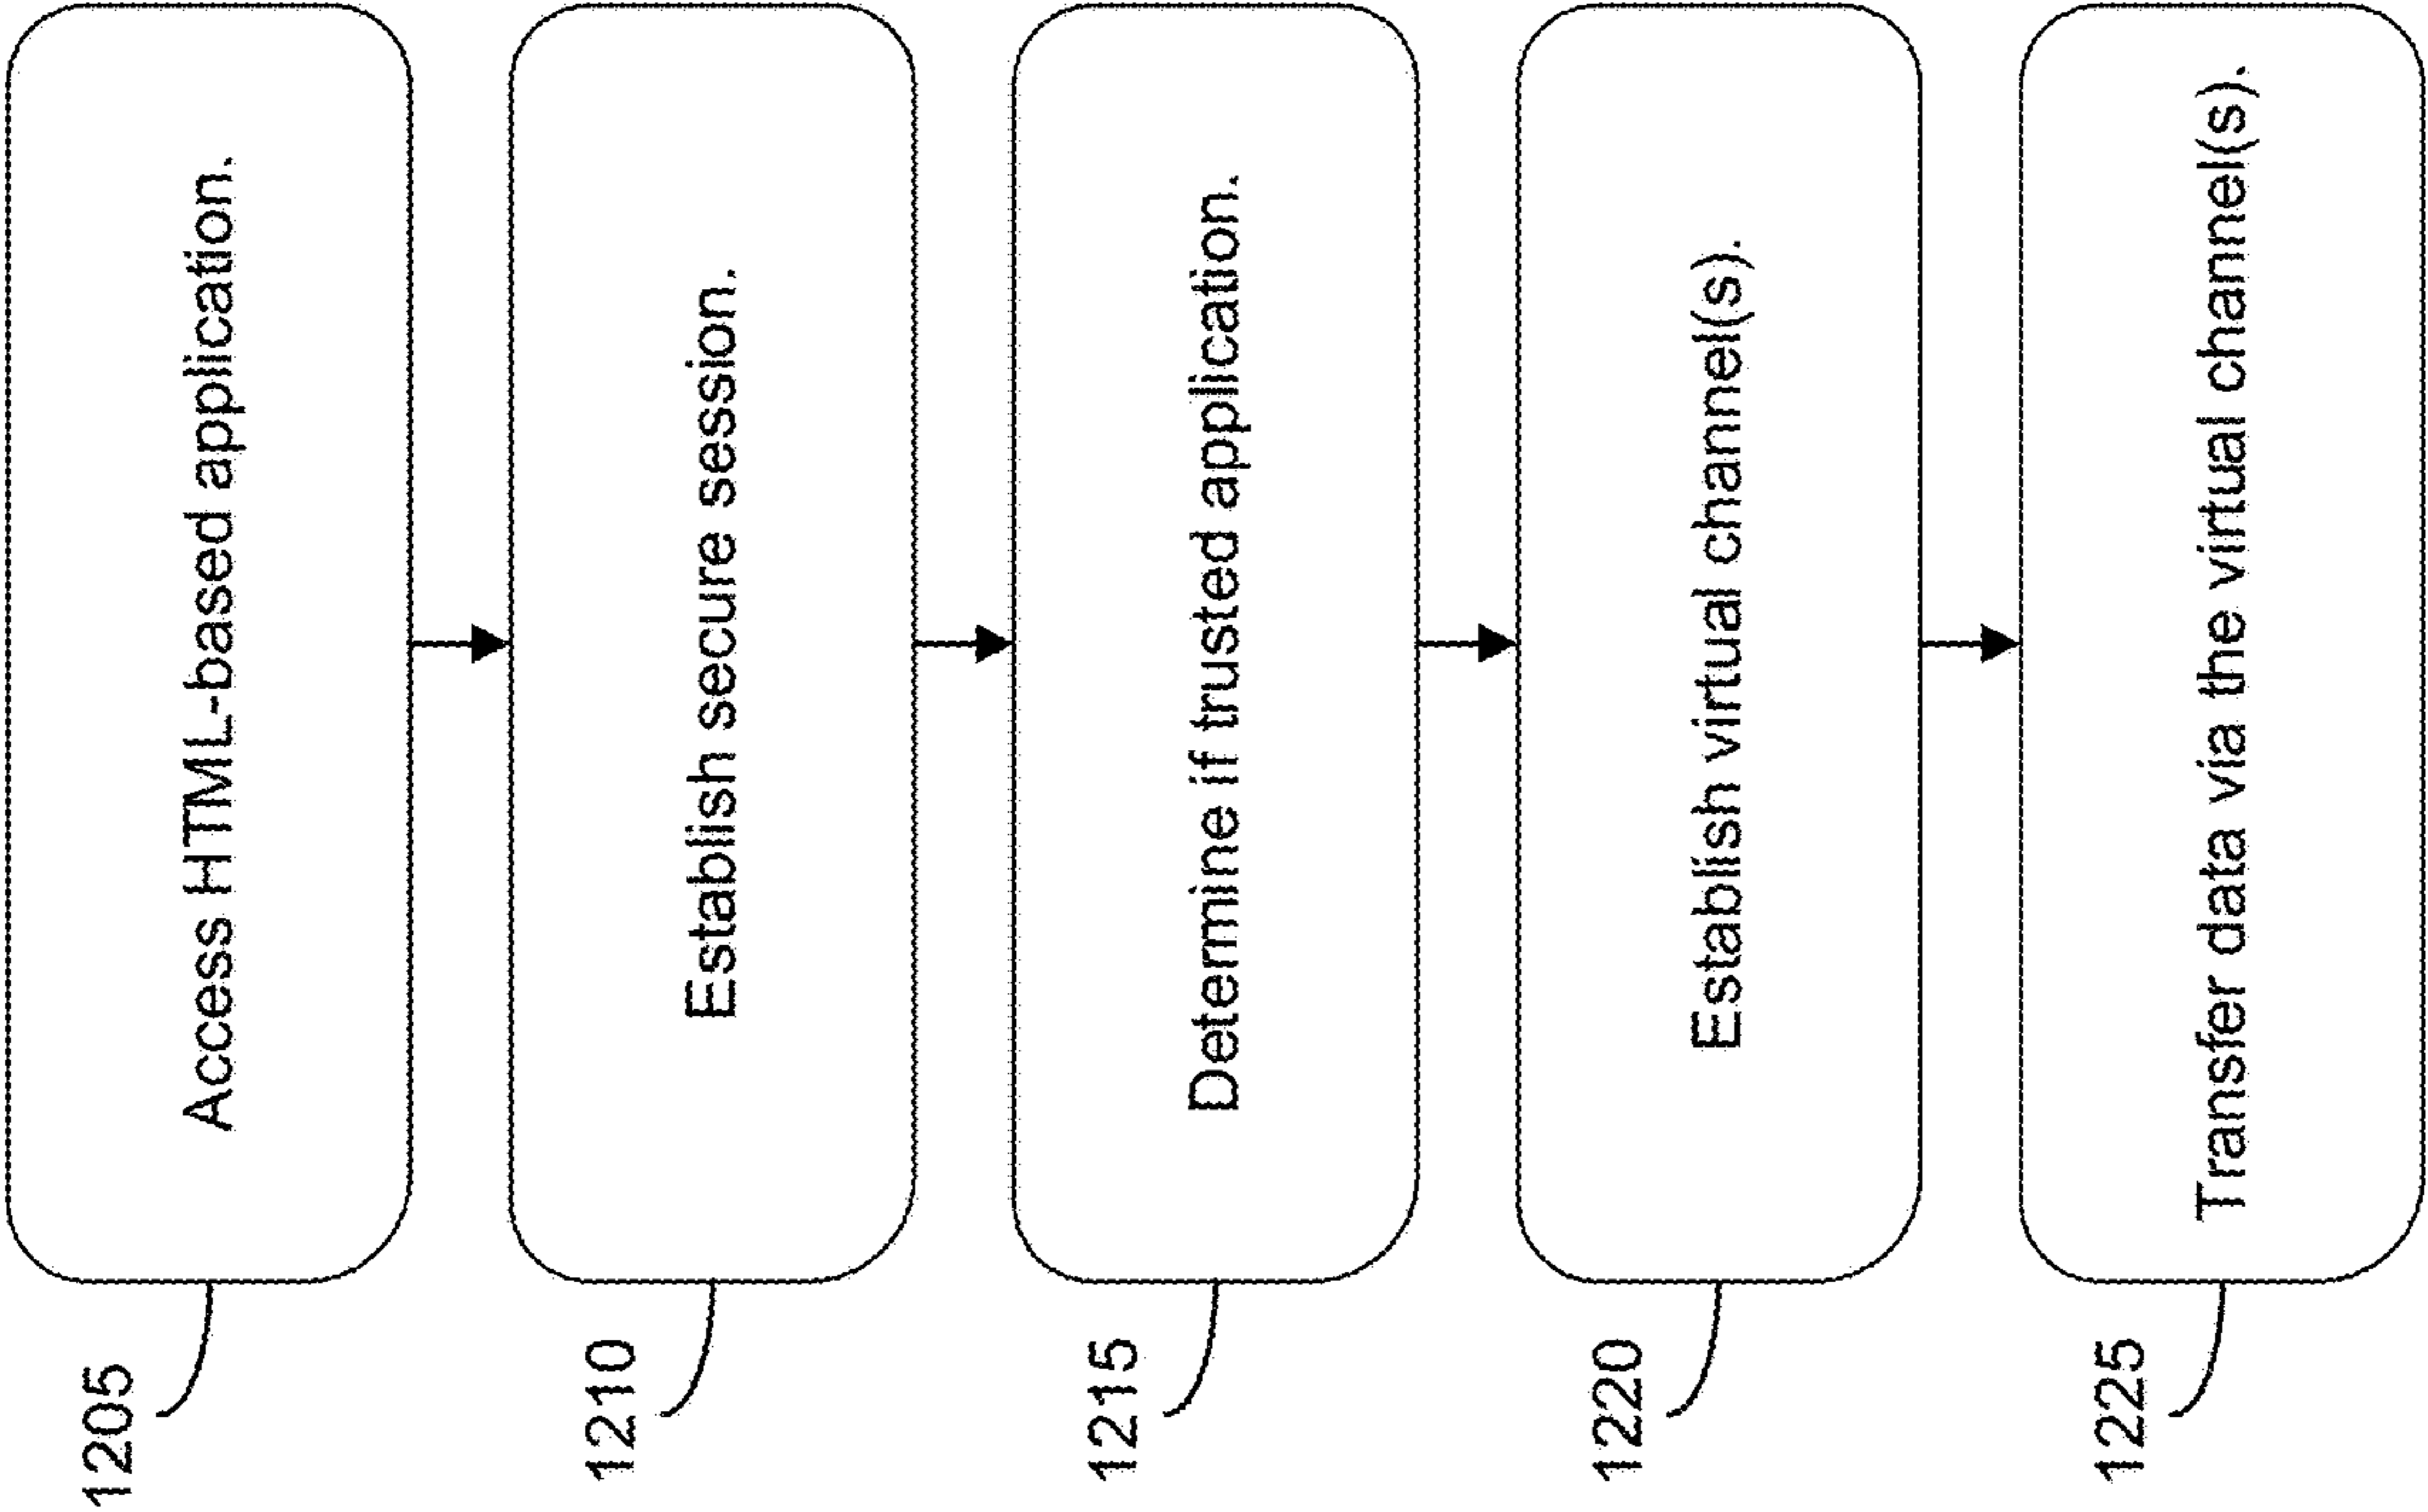 1205
Access HTML-based application.
1210
Establish secure session.
1215
Determine if trusted application.
1220
Establish virtual channel(s).
1225
Transfer data via the virtual channel(s).